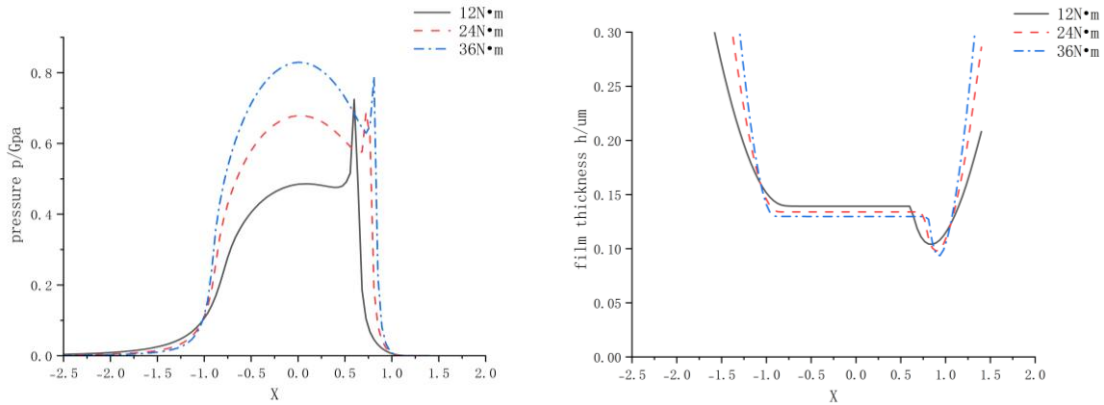 12N•m
24N•m
36N•m
pressure p/Gpa
0.8
0.6
0.4
0.2
0.0
-2.5 -2.0 -1.5 -1.0 -0.5 0.0 0.5 1.0 1.5 2.0
X
12N•m
24N•m
36N•m
film thickness h/um
0.30
0.25
0.20
0.15
0.10
0.05
0.00
-2.5 -2.0 -1.5 -1.0 -0.5 0.0 0.5 1.0 1.5 2.0
X